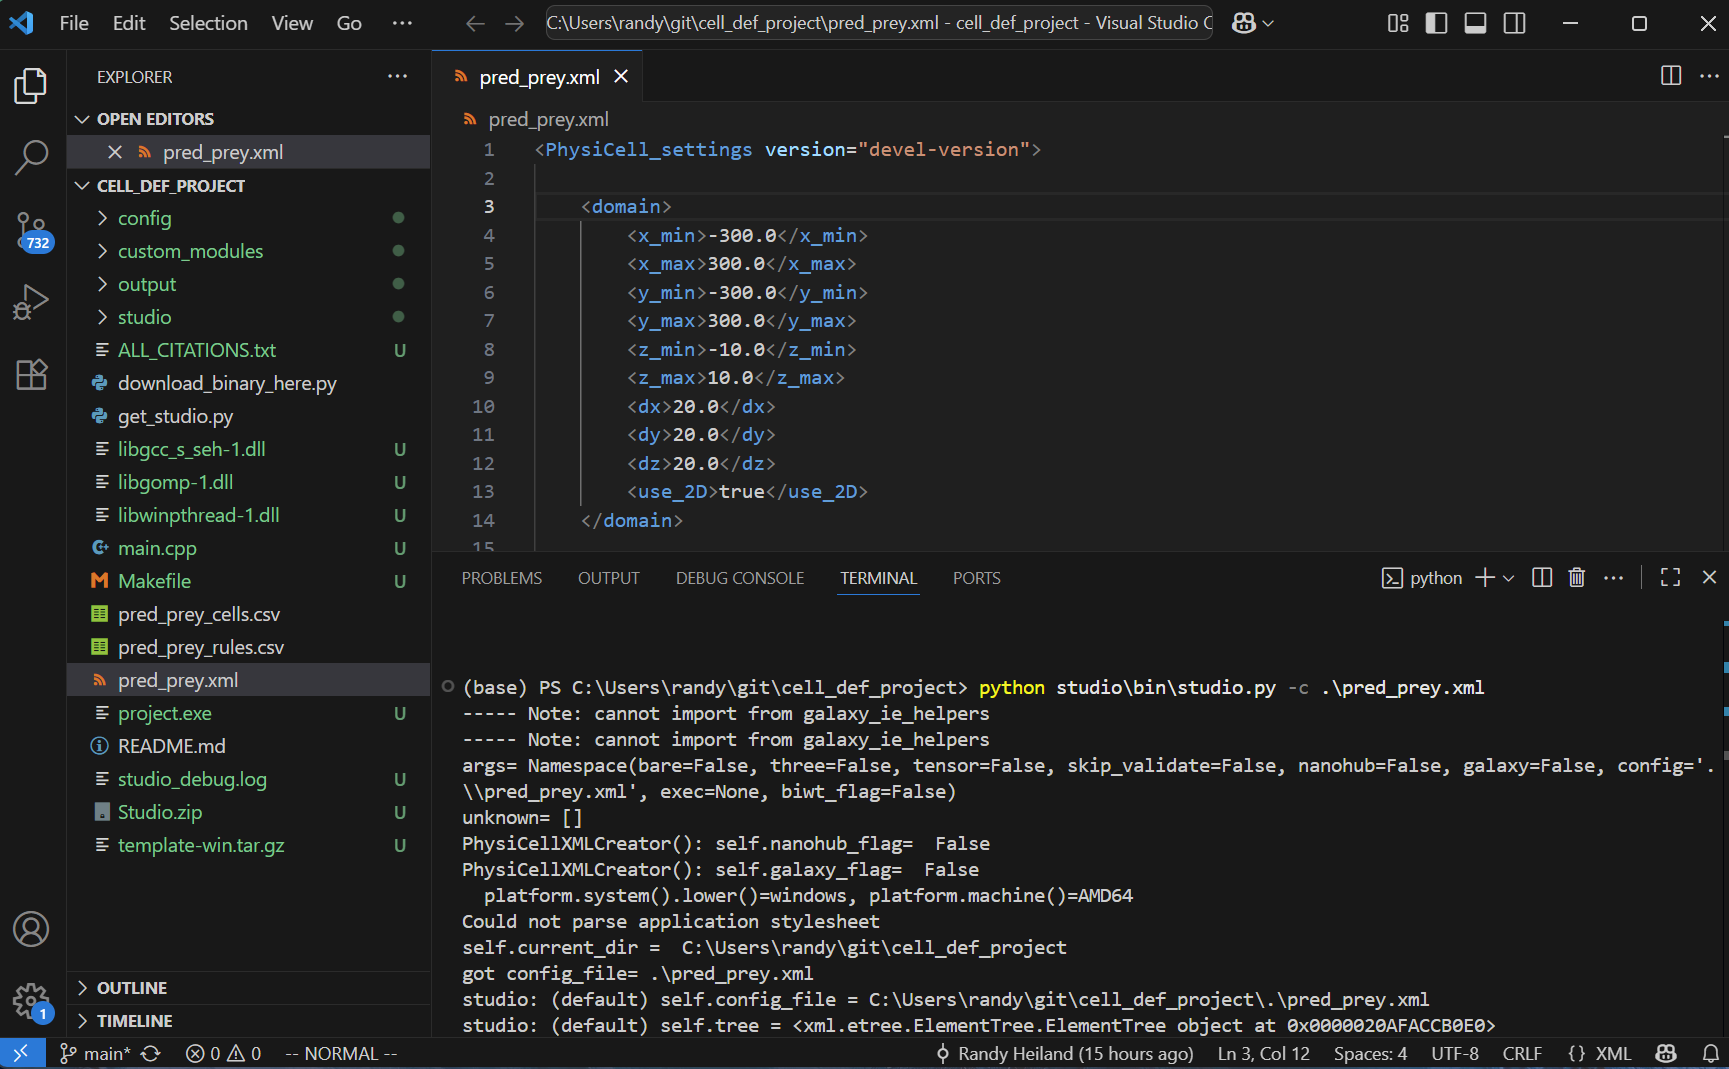 File Edit Selection View Go ··· C:\Users\randy\git\cell_def_project\pred_prey.xml - cell_def_project - Visual Studio C
EXPLORER ···
OPEN EDITORS
pred_prey.xml
CELL_DEF_PROJECT
config
custom_modules
output
studio
ALL_CITATIONS.txt U
download_binary_here.py
get_studio.py
libgcc_s_seh-1.dll U
libgomp-1.dll U
libwinpthread-1.dll U
main.cpp U
Makefile U
pred_prey_cells.csv
pred_prey_rules.csv
pred_prey.xml
project.exe U
README.md
studio_debug.log U
Studio.zip U
template-win.tar.gz U
OUTLINE
TIMELINE
732
1
pred_prey.xml
pred_prey.xml
1 <PhysiCell_settings version="devel-version">
2
3 <domain>
4 <x_min>-300.0</x_min>
5 <x_max>300.0</x_max>
6 <y_min>-300.0</y_min>
7 <y_max>300.0</y_max>
8 <z_min>-10.0</z_min>
9 <z_max>10.0</z_max>
10 <dx>20.0</dx>
11 <dy>20.0</dy>
12 <dz>20.0</dz>
13 <use_2D>true</use_2D>
14 </domain>
15
PROBLEMS OUTPUT DEBUG CONSOLE TERMINAL PORTS python
(base) PS C:\Users\randy\git\cell_def_project> python studio\bin\studio.py -c .\pred_prey.xml
----- Note: cannot import from galaxy_ie_helpers
----- Note: cannot import from galaxy_ie_helpers
args= Namespace(bare=False, three=False, tensor=False, skip_validate=False, nanohub=False, galaxy=False, config='.
\\pred_prey.xml', exec=None, biwt_flag=False)
unknown= []
PhysiCellXMLCreator(): self.nanohub_flag=  False
PhysiCellXMLCreator(): self.galaxy_flag=  False
  platform.system().lower()=windows, platform.machine()=AMD64
Could not parse application stylesheet
self.current_dir =  C:\Users\randy\git\cell_def_project
got config_file= .\pred_prey.xml
studio: (default) self.config_file = C:\Users\randy\git\cell_def_project\.\pred_prey.xml
studio: (default) self.tree = <xml.etree.ElementTree.ElementTree object at 0x0000020AFACCB0E0>
main* 0 0 -- NORMAL -- Randy Heiland (15 hours ago) Ln 3, Col 12 Spaces: 4 UTF-8 CRLF {} XML